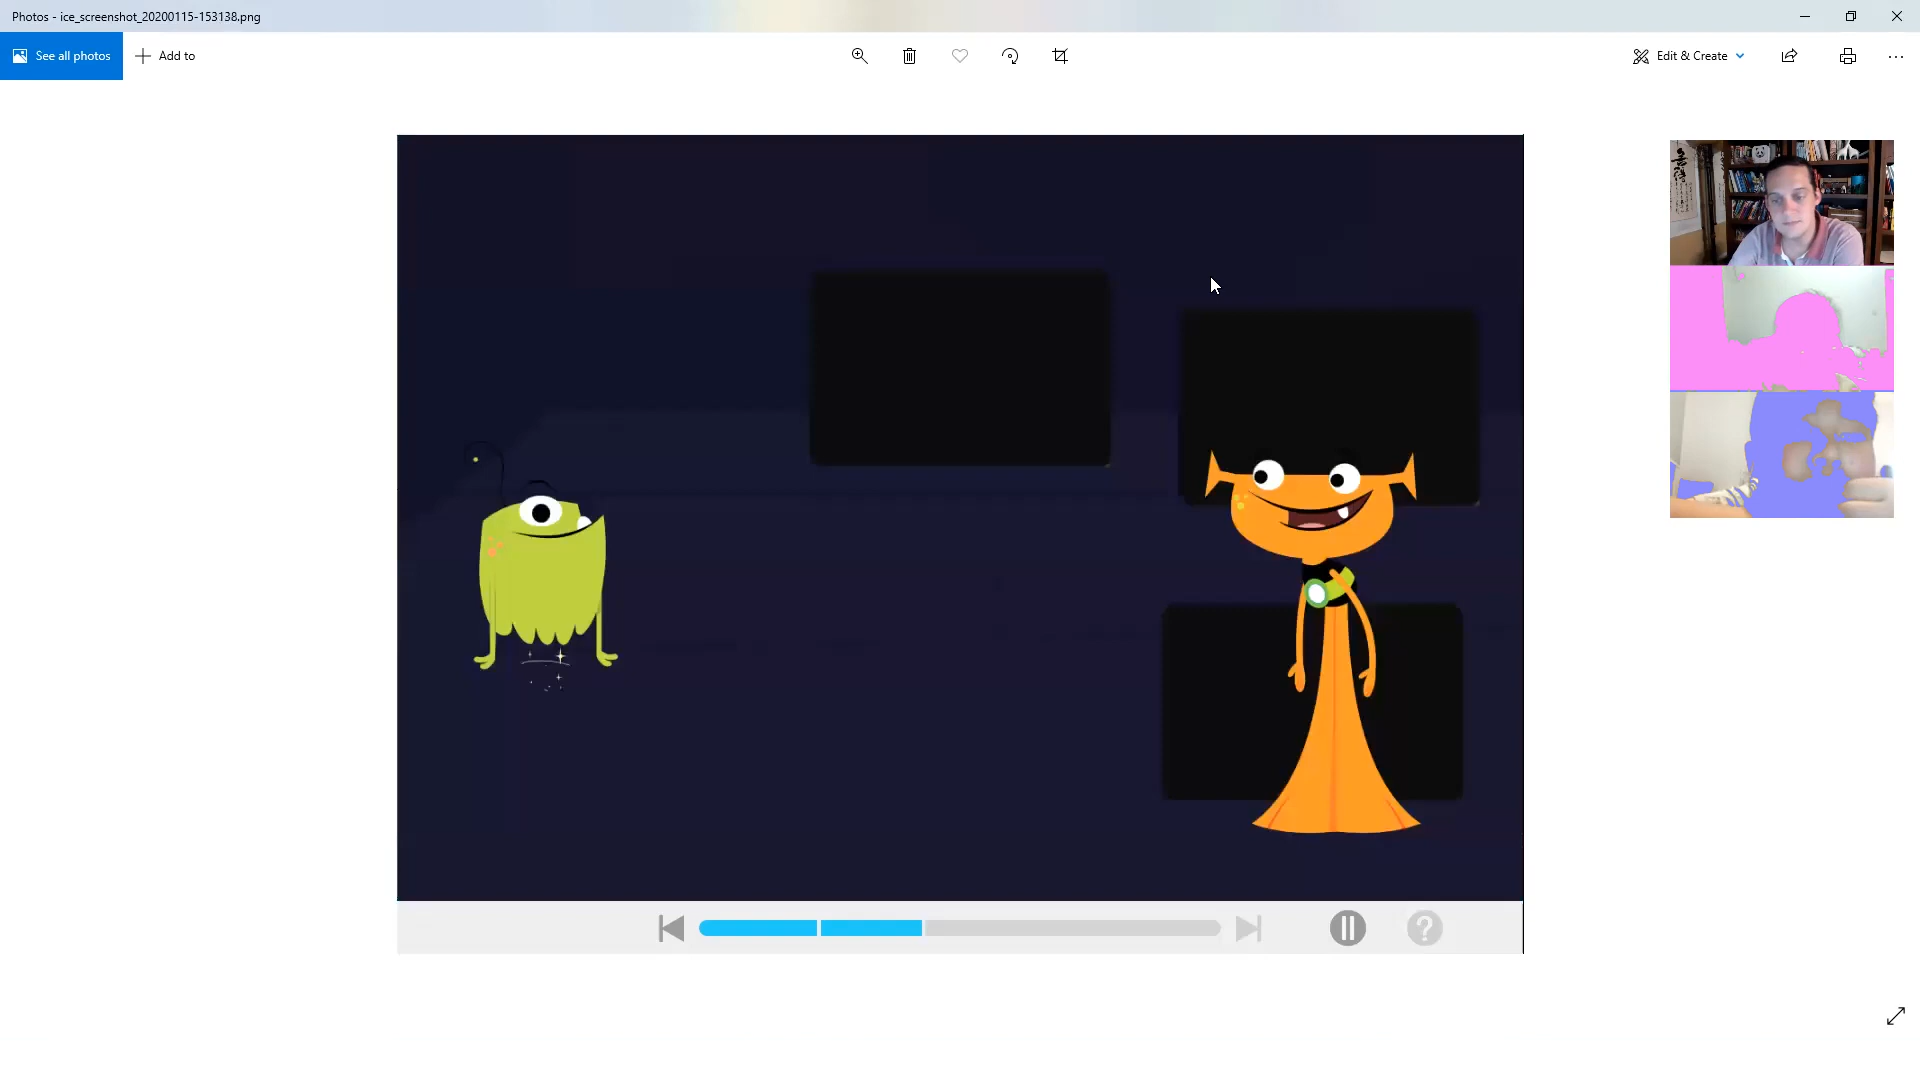 Photos - ice_screenshot_20200115-153138.png
See all photos
Add to
Edit & Create
?